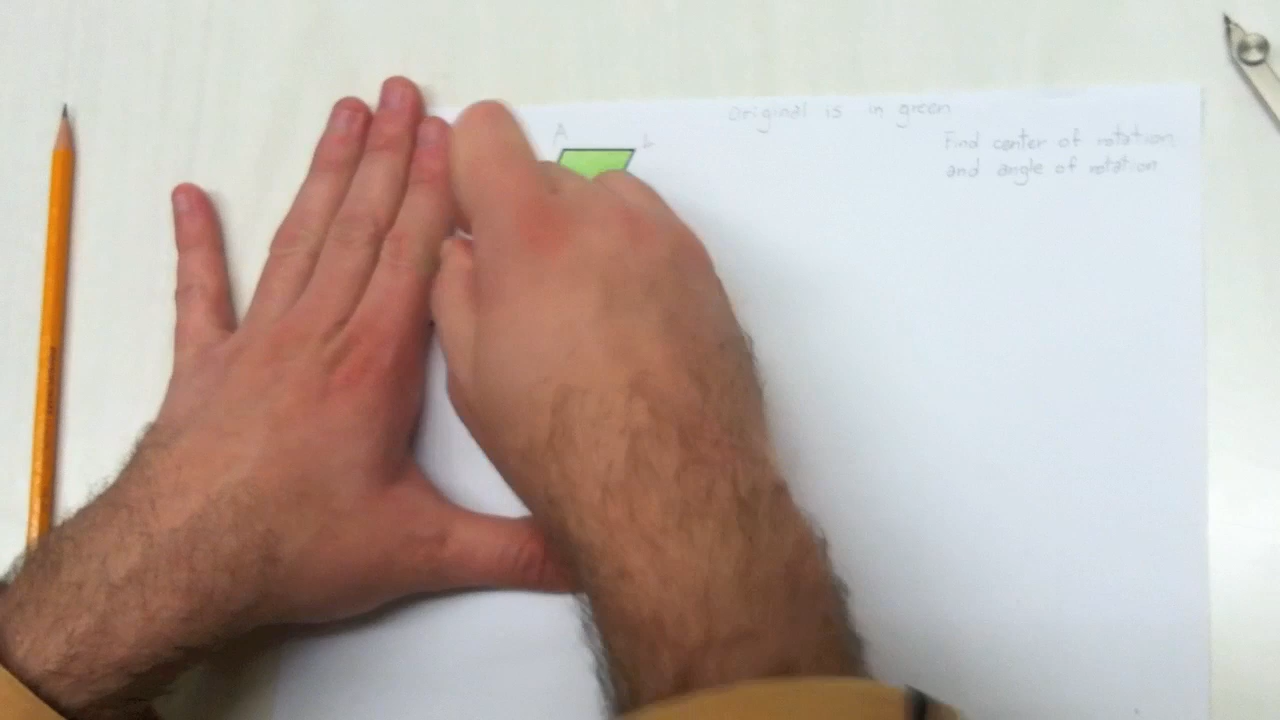 Original is in green
Find center of rotation
and angle of rotation
A
b